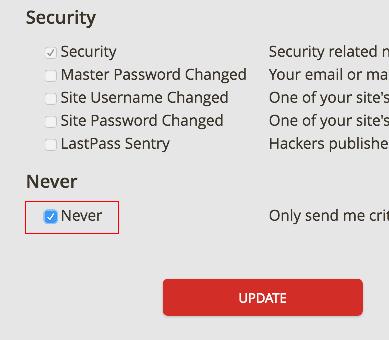 Security
Security Security related n
Master Password Changed Your email or ma
Site Username Changed One of your site's
Site Password Changed One of your site's
LastPass Sentry Hackers publishe
Never
Never Only send me crit
UPDATE